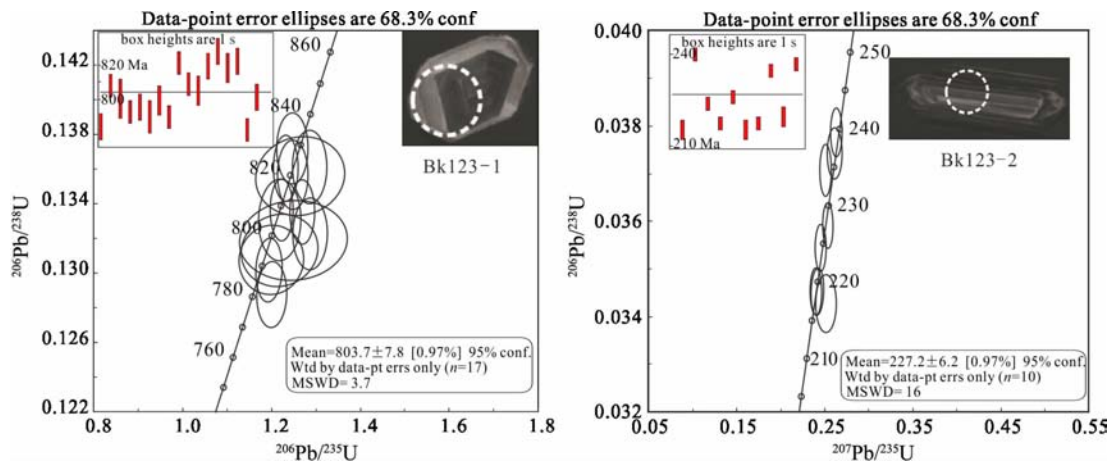 Data-point error ellipses are 68.3% conf
box heights are 1 s
820 Ma
800
Bk123-1
860
840
820
800
780
760
Mean=803.7±7.8 [0.97%] 95% conf.
Wtd by data-pt errs only (n=17)
MSWD= 3.7
0.142
0.138
0.134
0.130
0.126
0.122
²⁰⁶Pb/²³⁸U
0.8 1.0 1.2 1.4 1.6 1.8
²⁰⁶Pb/²³⁵U
Data-point error ellipses are 68.3% conf
box heights are 1 s
-240
-210 Ma
Bk123-2
250
240
230
220
210
Mean=227.2±6.2 [0.97%] 95% conf.
Wtd by data-pt errs only (n=10)
MSWD= 16
0.040
0.038
0.036
0.034
0.032
²⁰⁶Pb/²³⁸U
0.05 0.15 0.25 0.35 0.45 0.55
²⁰⁷Pb/²³⁵U